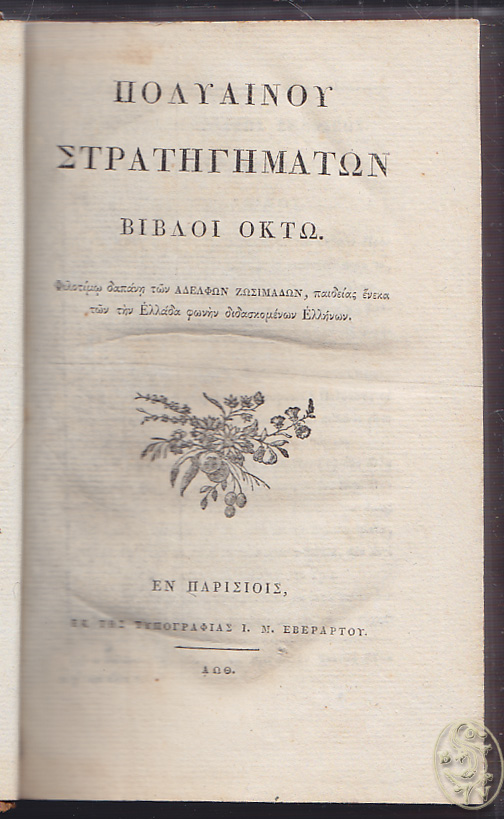 ΠΟΛΥΑΙΝΟΥ
ΣΤΡΑΤΗΓΗΜΑΤΩΝ
ΒΙΒΛΟΙ ΟΚΤΩ.
Φιλοτίμῳ δαπάνῃ τῶν ΑΔΕΛΦΩΝ ΖΩΣΙΜΑΔΩΝ, παιδείας ἕνεκα
τῶν τὴν Ἑλλάδα φωνὴν διδασκομένων Ἑλλήνων.
ΕΝ ΠΑΡΙΣΙΟΙΣ,
ΕΚ ΤΗΣ ΤΥΠΟΓΡΑΦΙΑΣ Ι. Μ. ΕΒΕΡΑΡΤΟΥ.
ΑΩΘ.